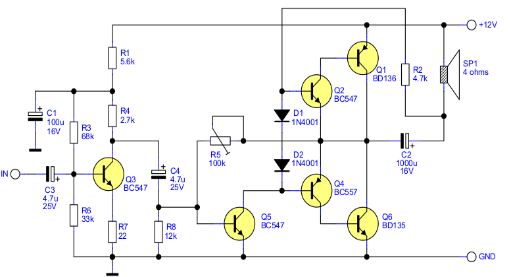 +12V
R1
5.6k
Q1
BD136
R2
4.7k
SP1
4 ohms
Q2
BC547
C1
100u
16V
R4
2.7k
D1
1N4001
R3
68k
R5
100k
D2
1N4001
C2
1000u
16V
IN
C3
4.7u
25V
Q3
BC547
C4
4.7u
25V
Q4
BC557
R6
33k
R7
22
R8
12k
Q5
BC547
Q6
BD135
GND